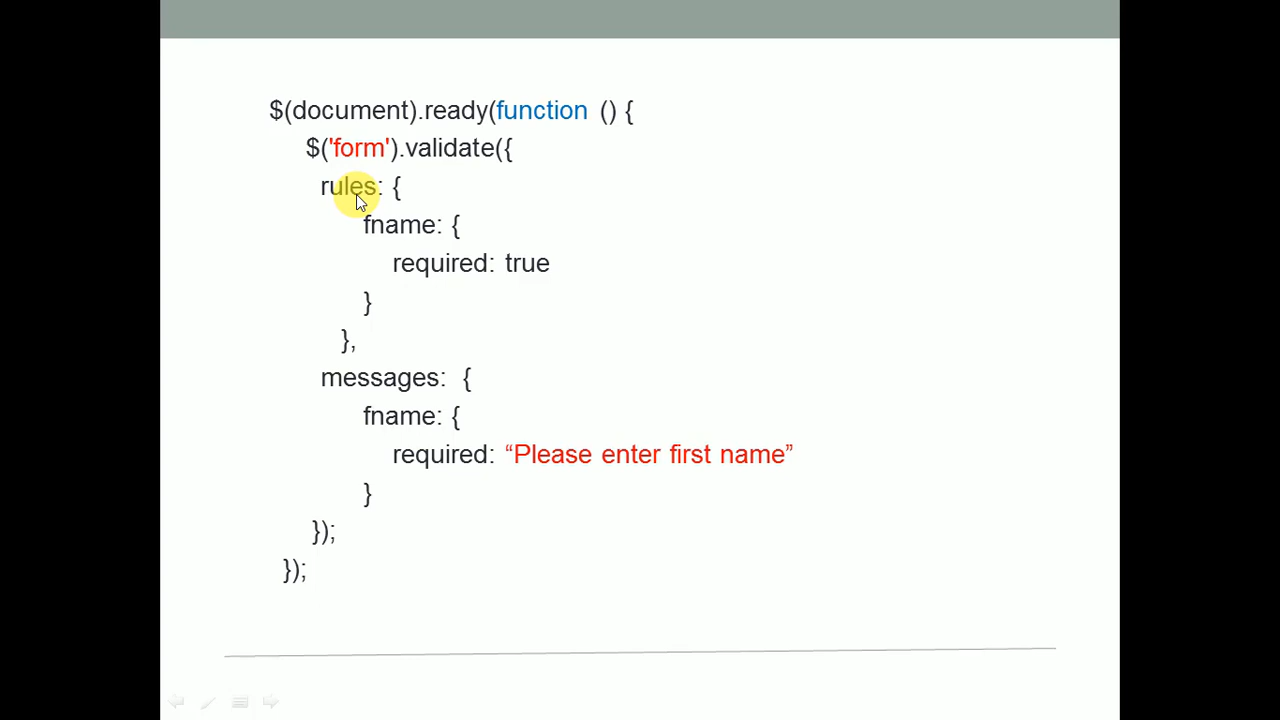 $(document).ready(function () {
$('form').validate({
rules: {
fname: {
required: true
}
},
messages: {
fname: {
required: “Please enter first name”
}
});
});